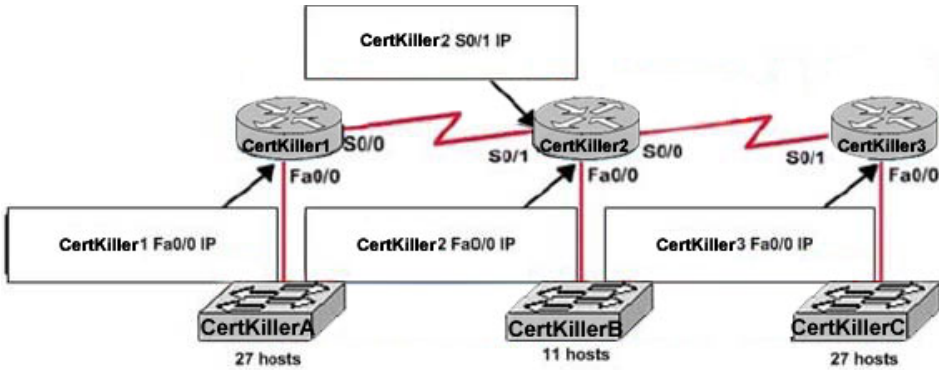 CertKiller2 S0/1 IP
CertKiller1
S0/0
S0/1
CertKiller2
S0/0
S0/1
CertKiller3
Fa0/0
Fa0/0
Fa0/0
CertKiller1 Fa0/0 IP
CertKiller2 Fa0/0 IP
CertKiller3 Fa0/0 IP
CertKillerA
CertKillerB
CertKillerC
27 hosts
11 hosts
27 hosts